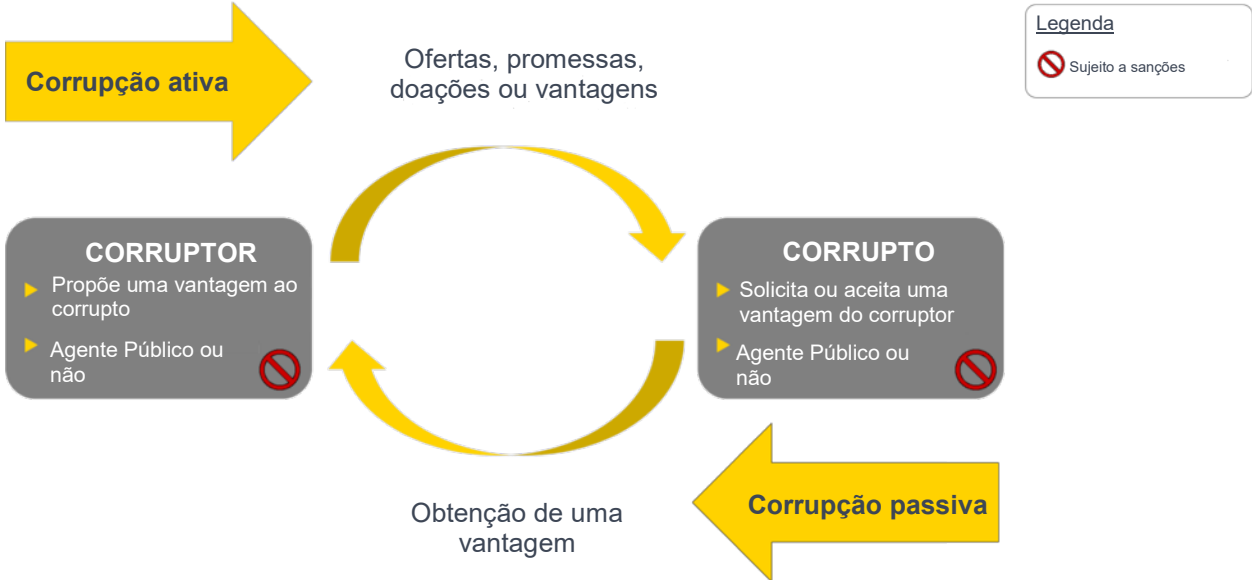 Corrupção ativa
Ofertas, promessas,
doações ou vantagens
Legenda
Sujeito a sanções
CORRUPTOR
Propõe uma vantagem ao
corrupto
Agente Público ou
não
CORRUPTO
Solicita ou aceita uma
vantagem do corruptor
Agente Público ou
não
Obtenção de uma
vantagem
Corrupção passiva